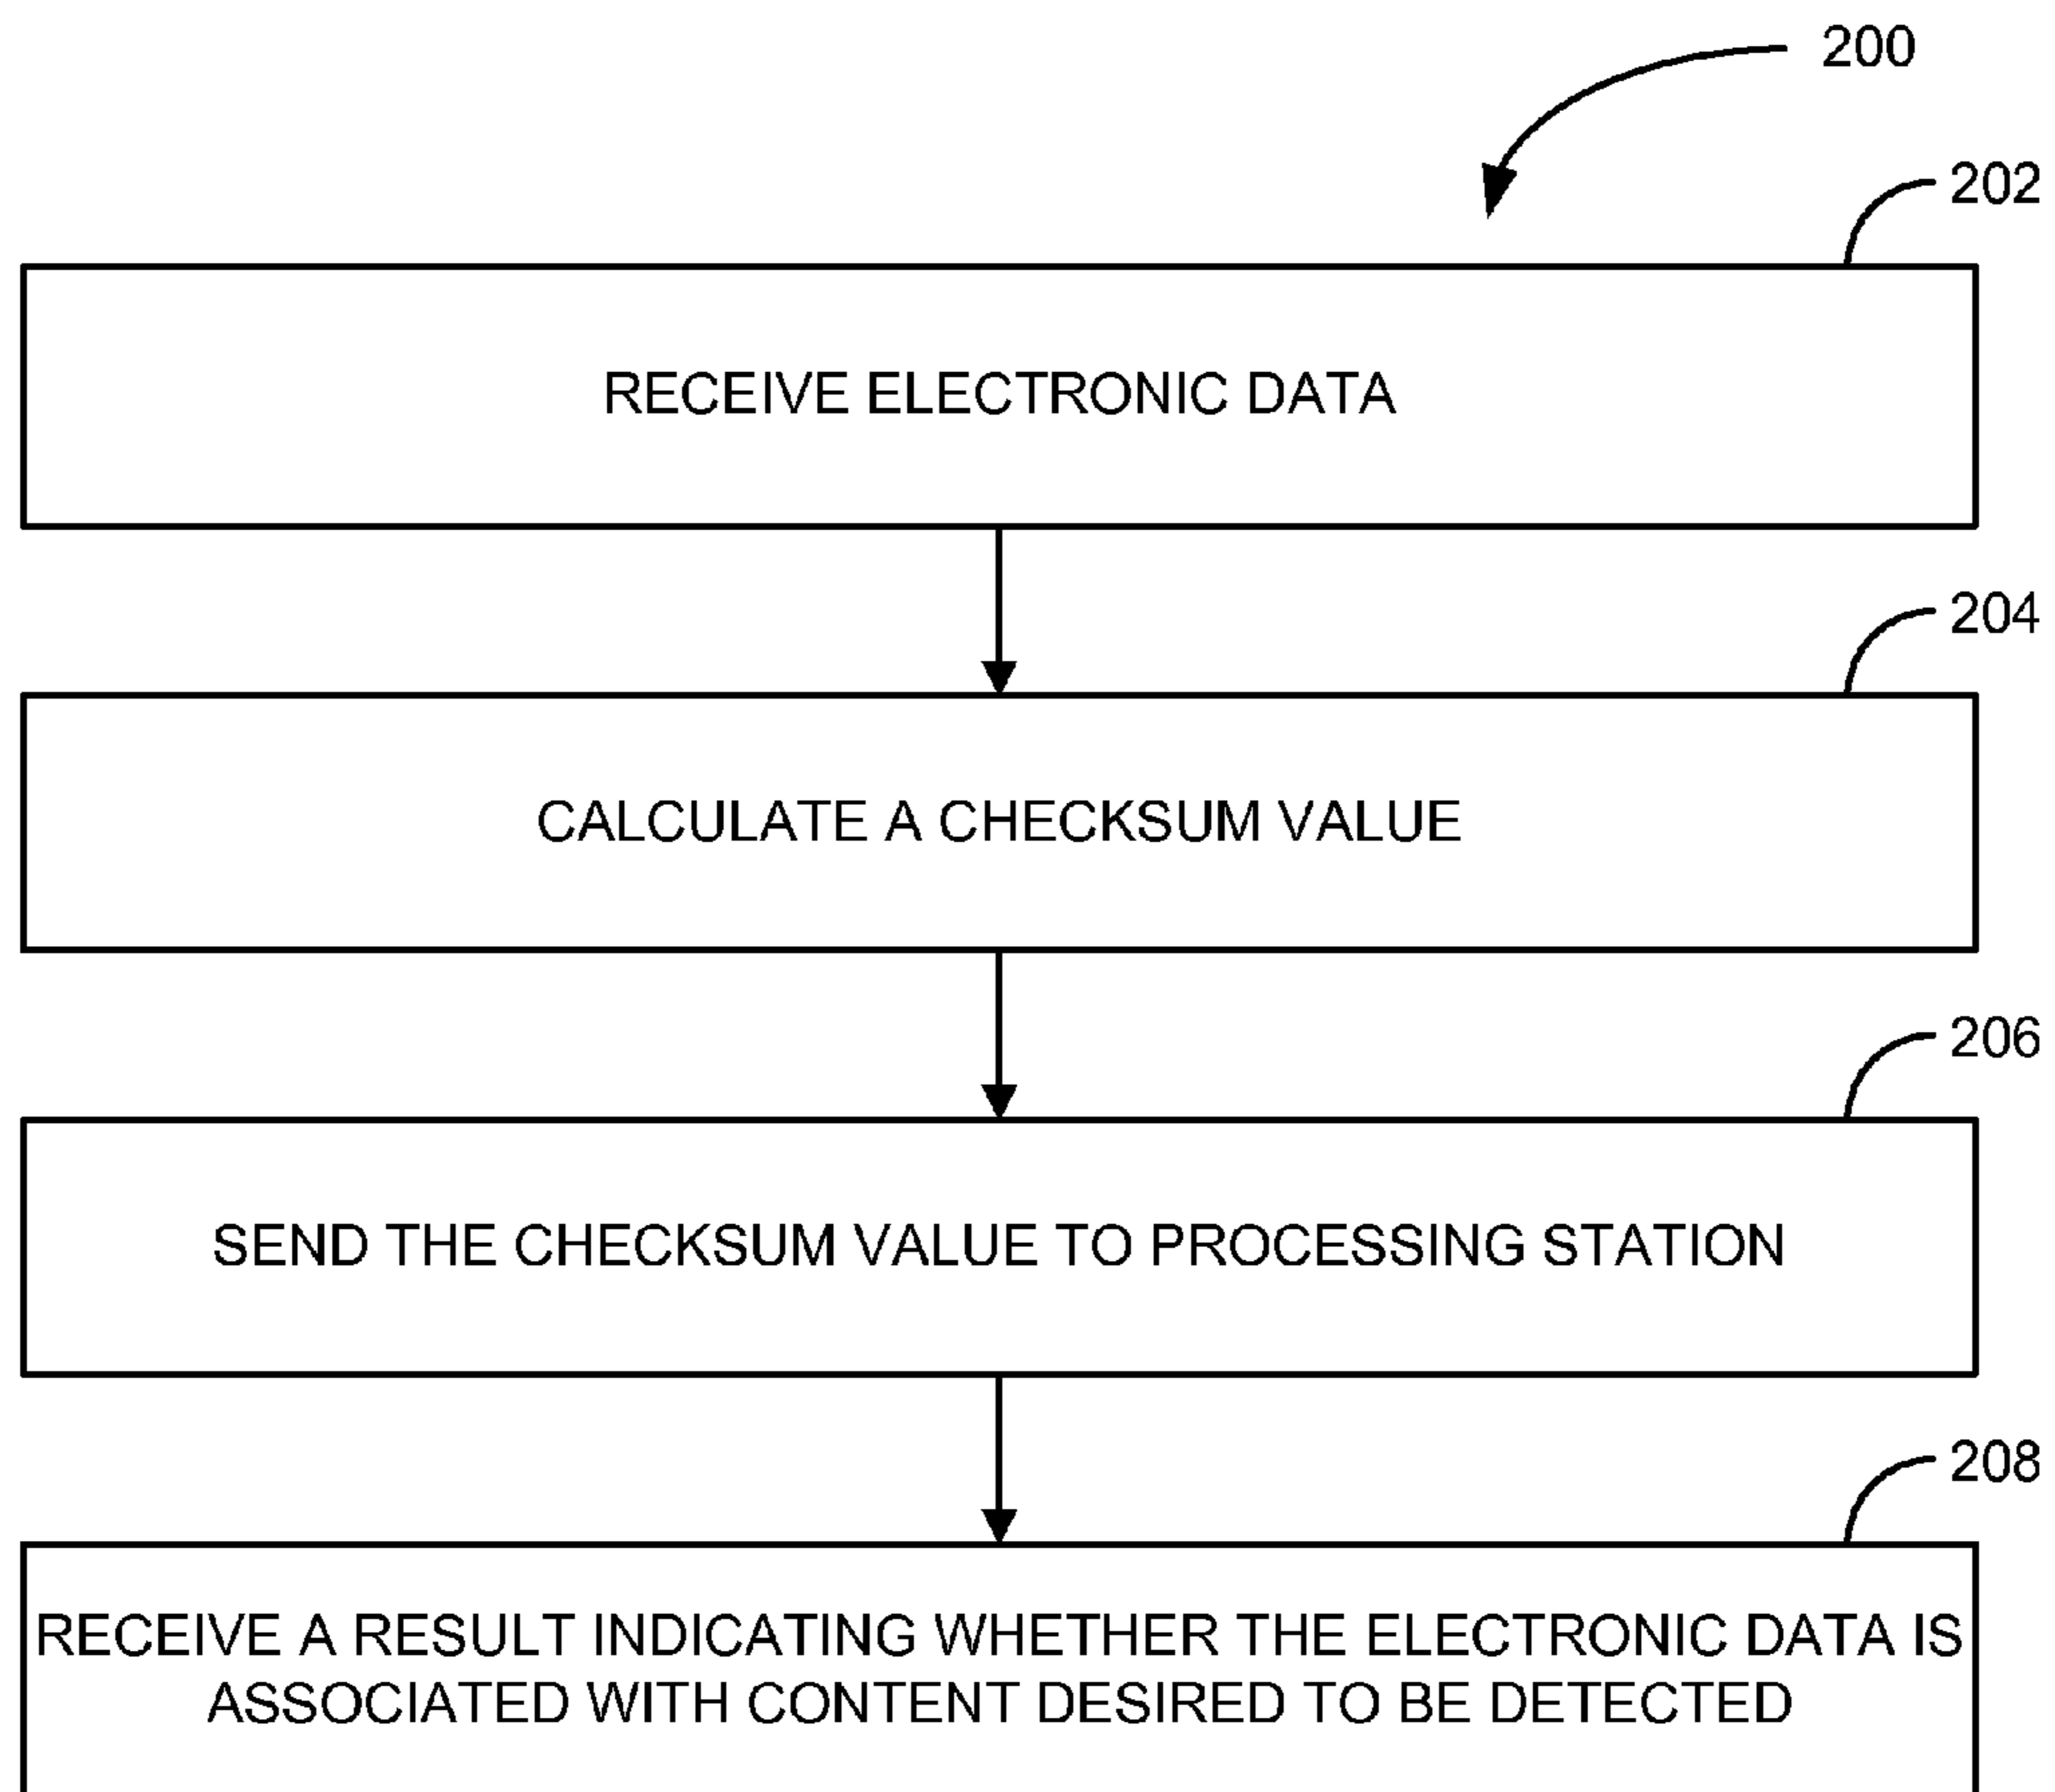 200
202
RECEIVE ELECTRONIC DATA
204
CALCULATE A CHECKSUM VALUE
206
SEND THE CHECKSUM VALUE TO PROCESSING STATION
208
RECEIVE A RESULT INDICATING WHETHER THE ELECTRONIC DATA IS
ASSOCIATED WITH CONTENT DESIRED TO BE DETECTED